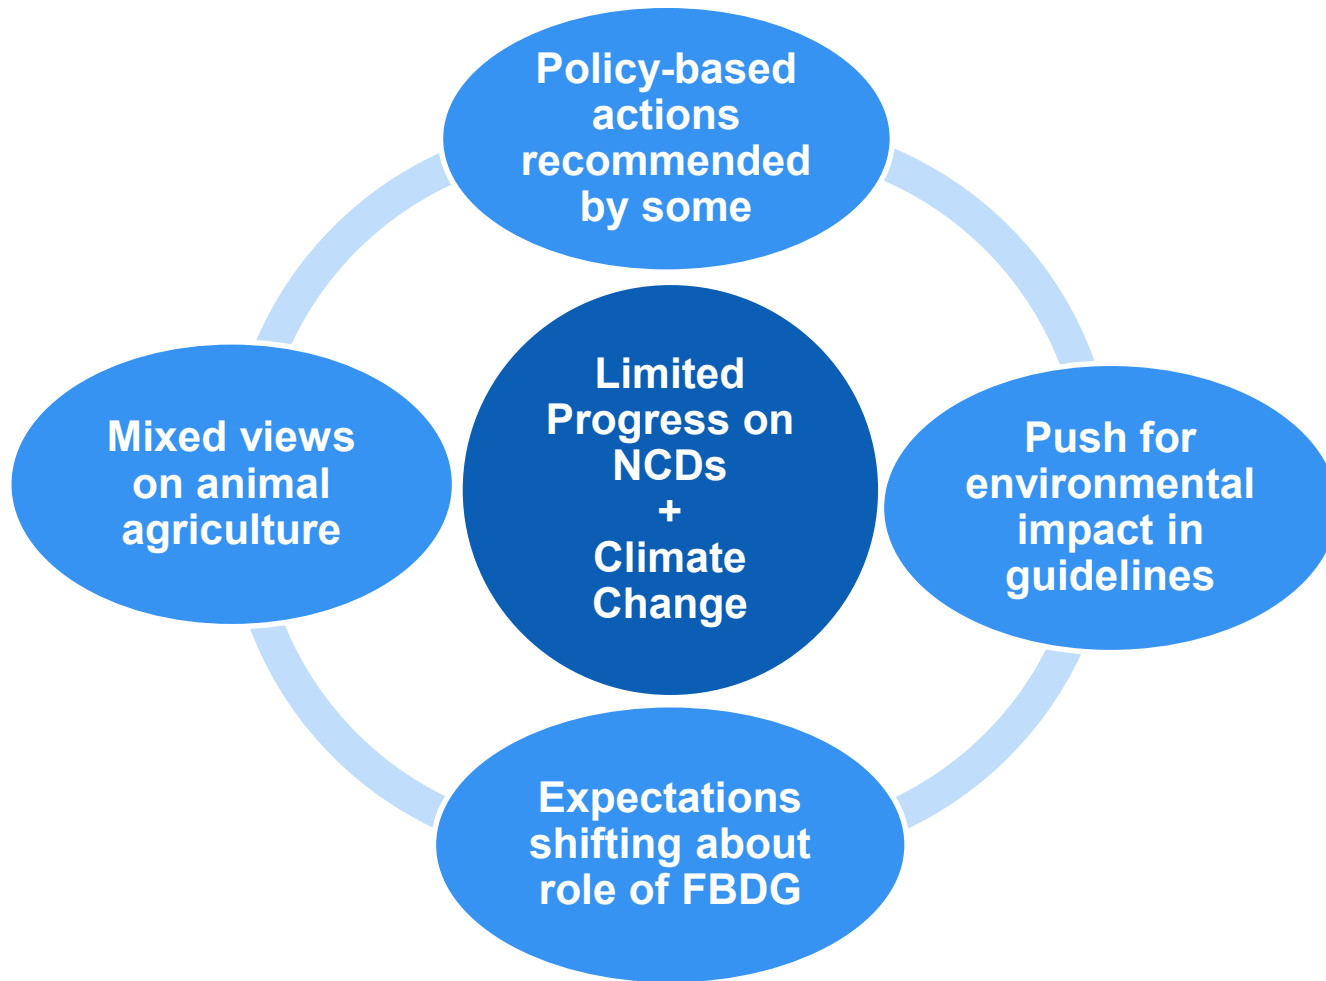 Policy-based
actions
recommended
by some
Limited
Progress on
NCDs
+
Climate
Change
Mixed views
on animal
agriculture
Push for
environmental
impact in
guidelines
Expectations
shifting about
role of FBDG